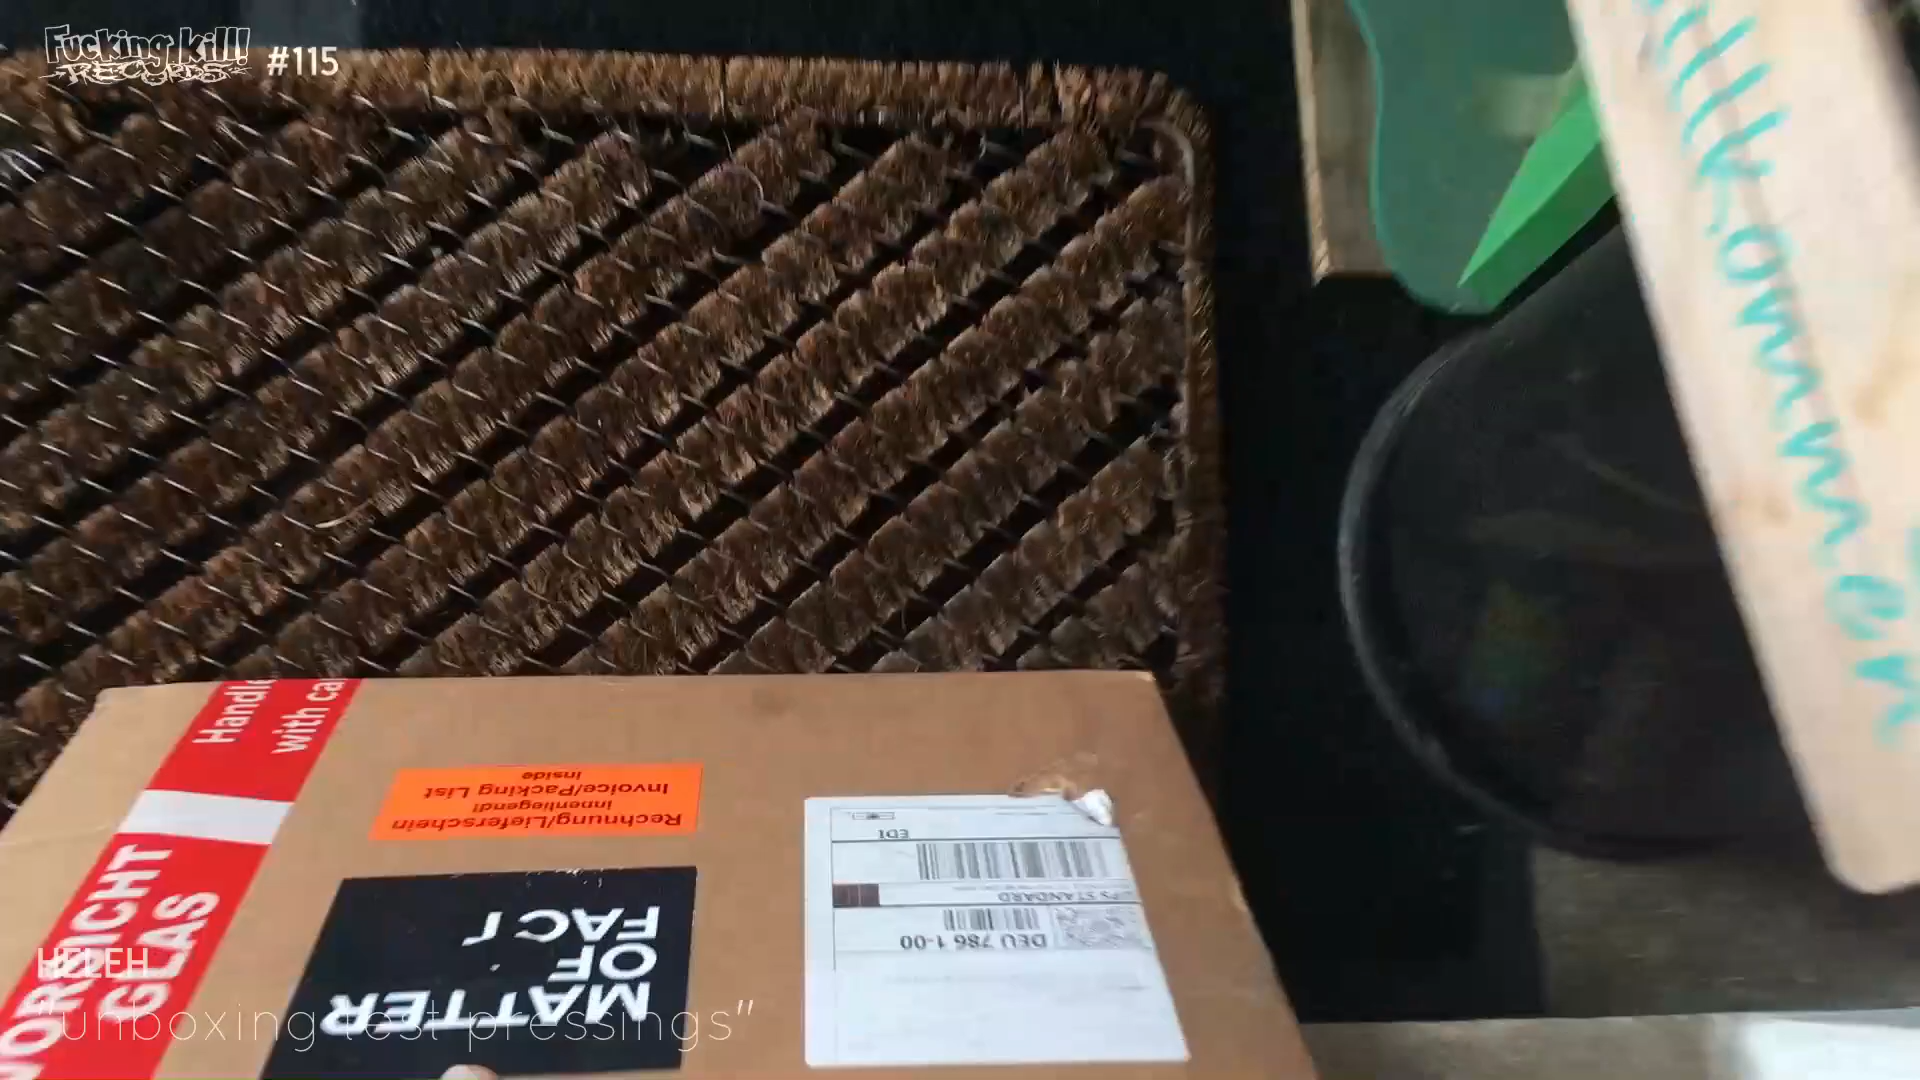 Fucking kill!
RECORDS
#115
willkommen
Handle
with ca
VORSICHT
GLAS
Rechnung/Lieferschein
innenliegend!
Invoice/Packing List
inside
MATTER
OF
FACT
EDI
UPS STANDARD
DEU 786 1-00
HELEH
"unboxing test pressings"